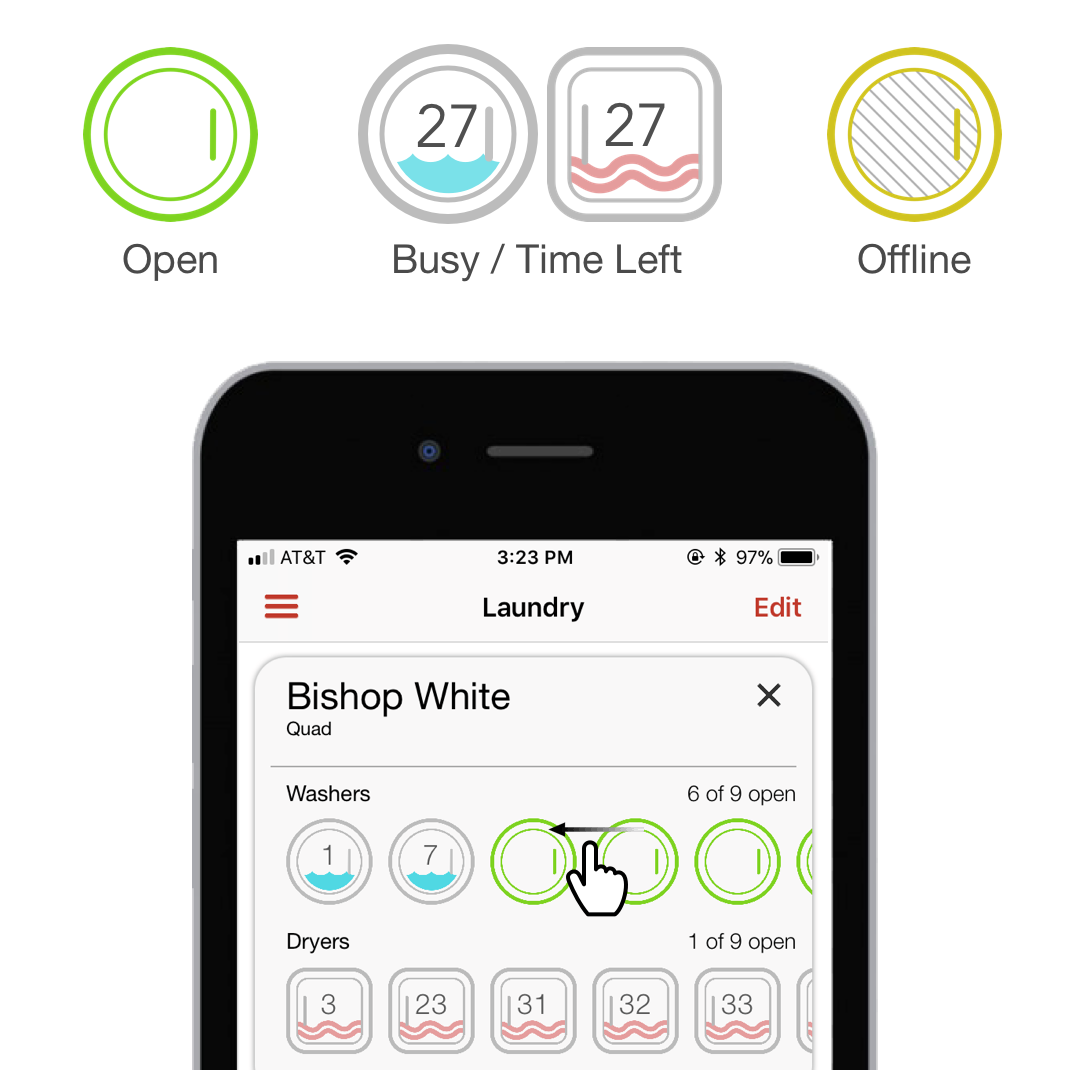 27 27
Open Busy / Time Left Offline
AT&T 3:23 PM 97%
Laundry Edit
Bishop White
Quad
Washers 6 of 9 open
1 7
Dryers 1 of 9 open
3 23 31 32 33